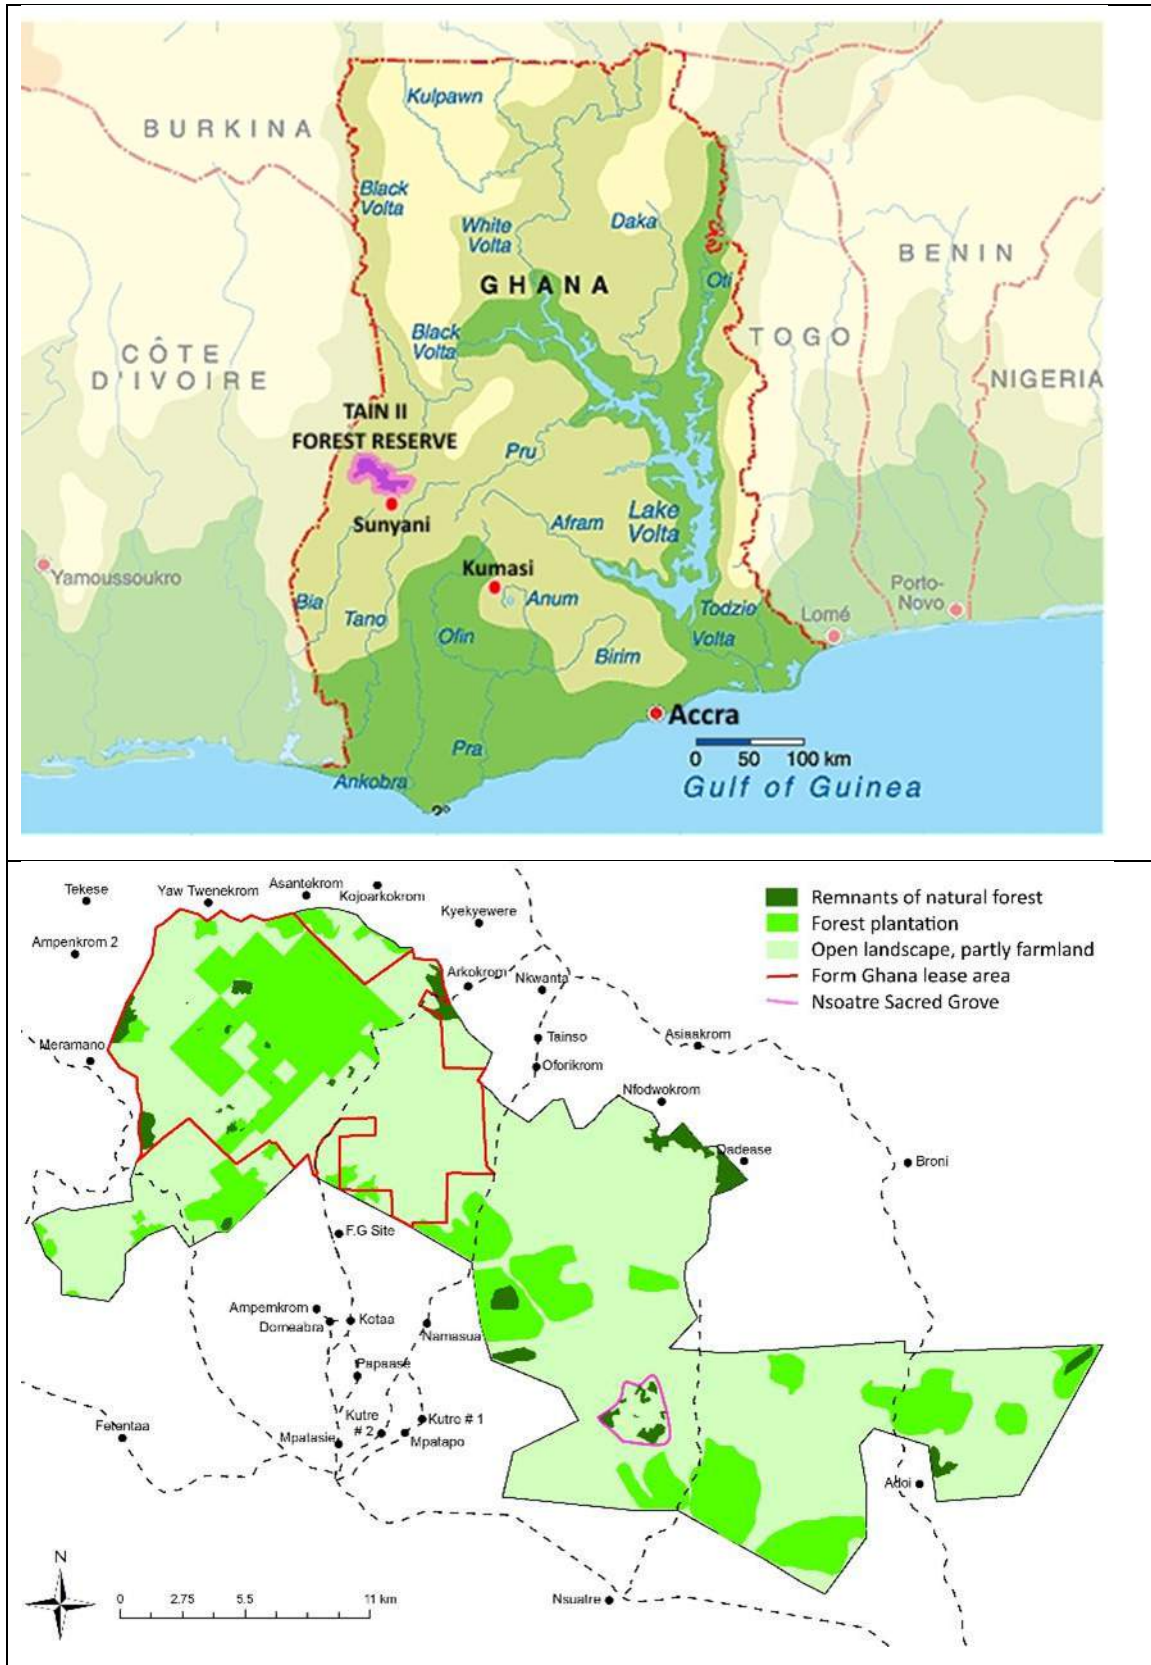 Kulpawn
BURKINA
Black
Volta
White
Volta
Daka
BENIN
GHANA
Oti
Black
Volta
TOGO
CÔTE
D'IVOIRE
NIGERIA
TAIN II
FOREST RESERVE
Pru
Lake
Volta
Afram
Sunyani
Kumasi
Yamoussoukro
Porto-
Novo
Bia
Tano
Anum
Todzie
Lomé
Ofin
Volta
Birim
Accra
Pra
0 50 100 km
Ankobra
Gulf of Guinea
2°
Tekese
Yaw Twenekrom
Asantekrom
Kojoarkokrom
Kyekyewere
Remnants of natural forest
Forest plantation
Open landscape, partly farmland
Form Ghana lease area
Nsoatre Sacred Grove
Ampenkrom 2
Arkokrom
Nkwanta
Meramano
Tainso
Asiaakrom
Oforikrom
Nfodwokrom
Dadease
Broni
F.G Site
Ampemkrom
Domeabra
Kotaa
Namasua
Papaase
Kutre
# 2
Kutro # 1
Fetentaa
Mpatasie
Mpatapo
Adoi
N
0 2.75 5.5 11 km
Nsuatre